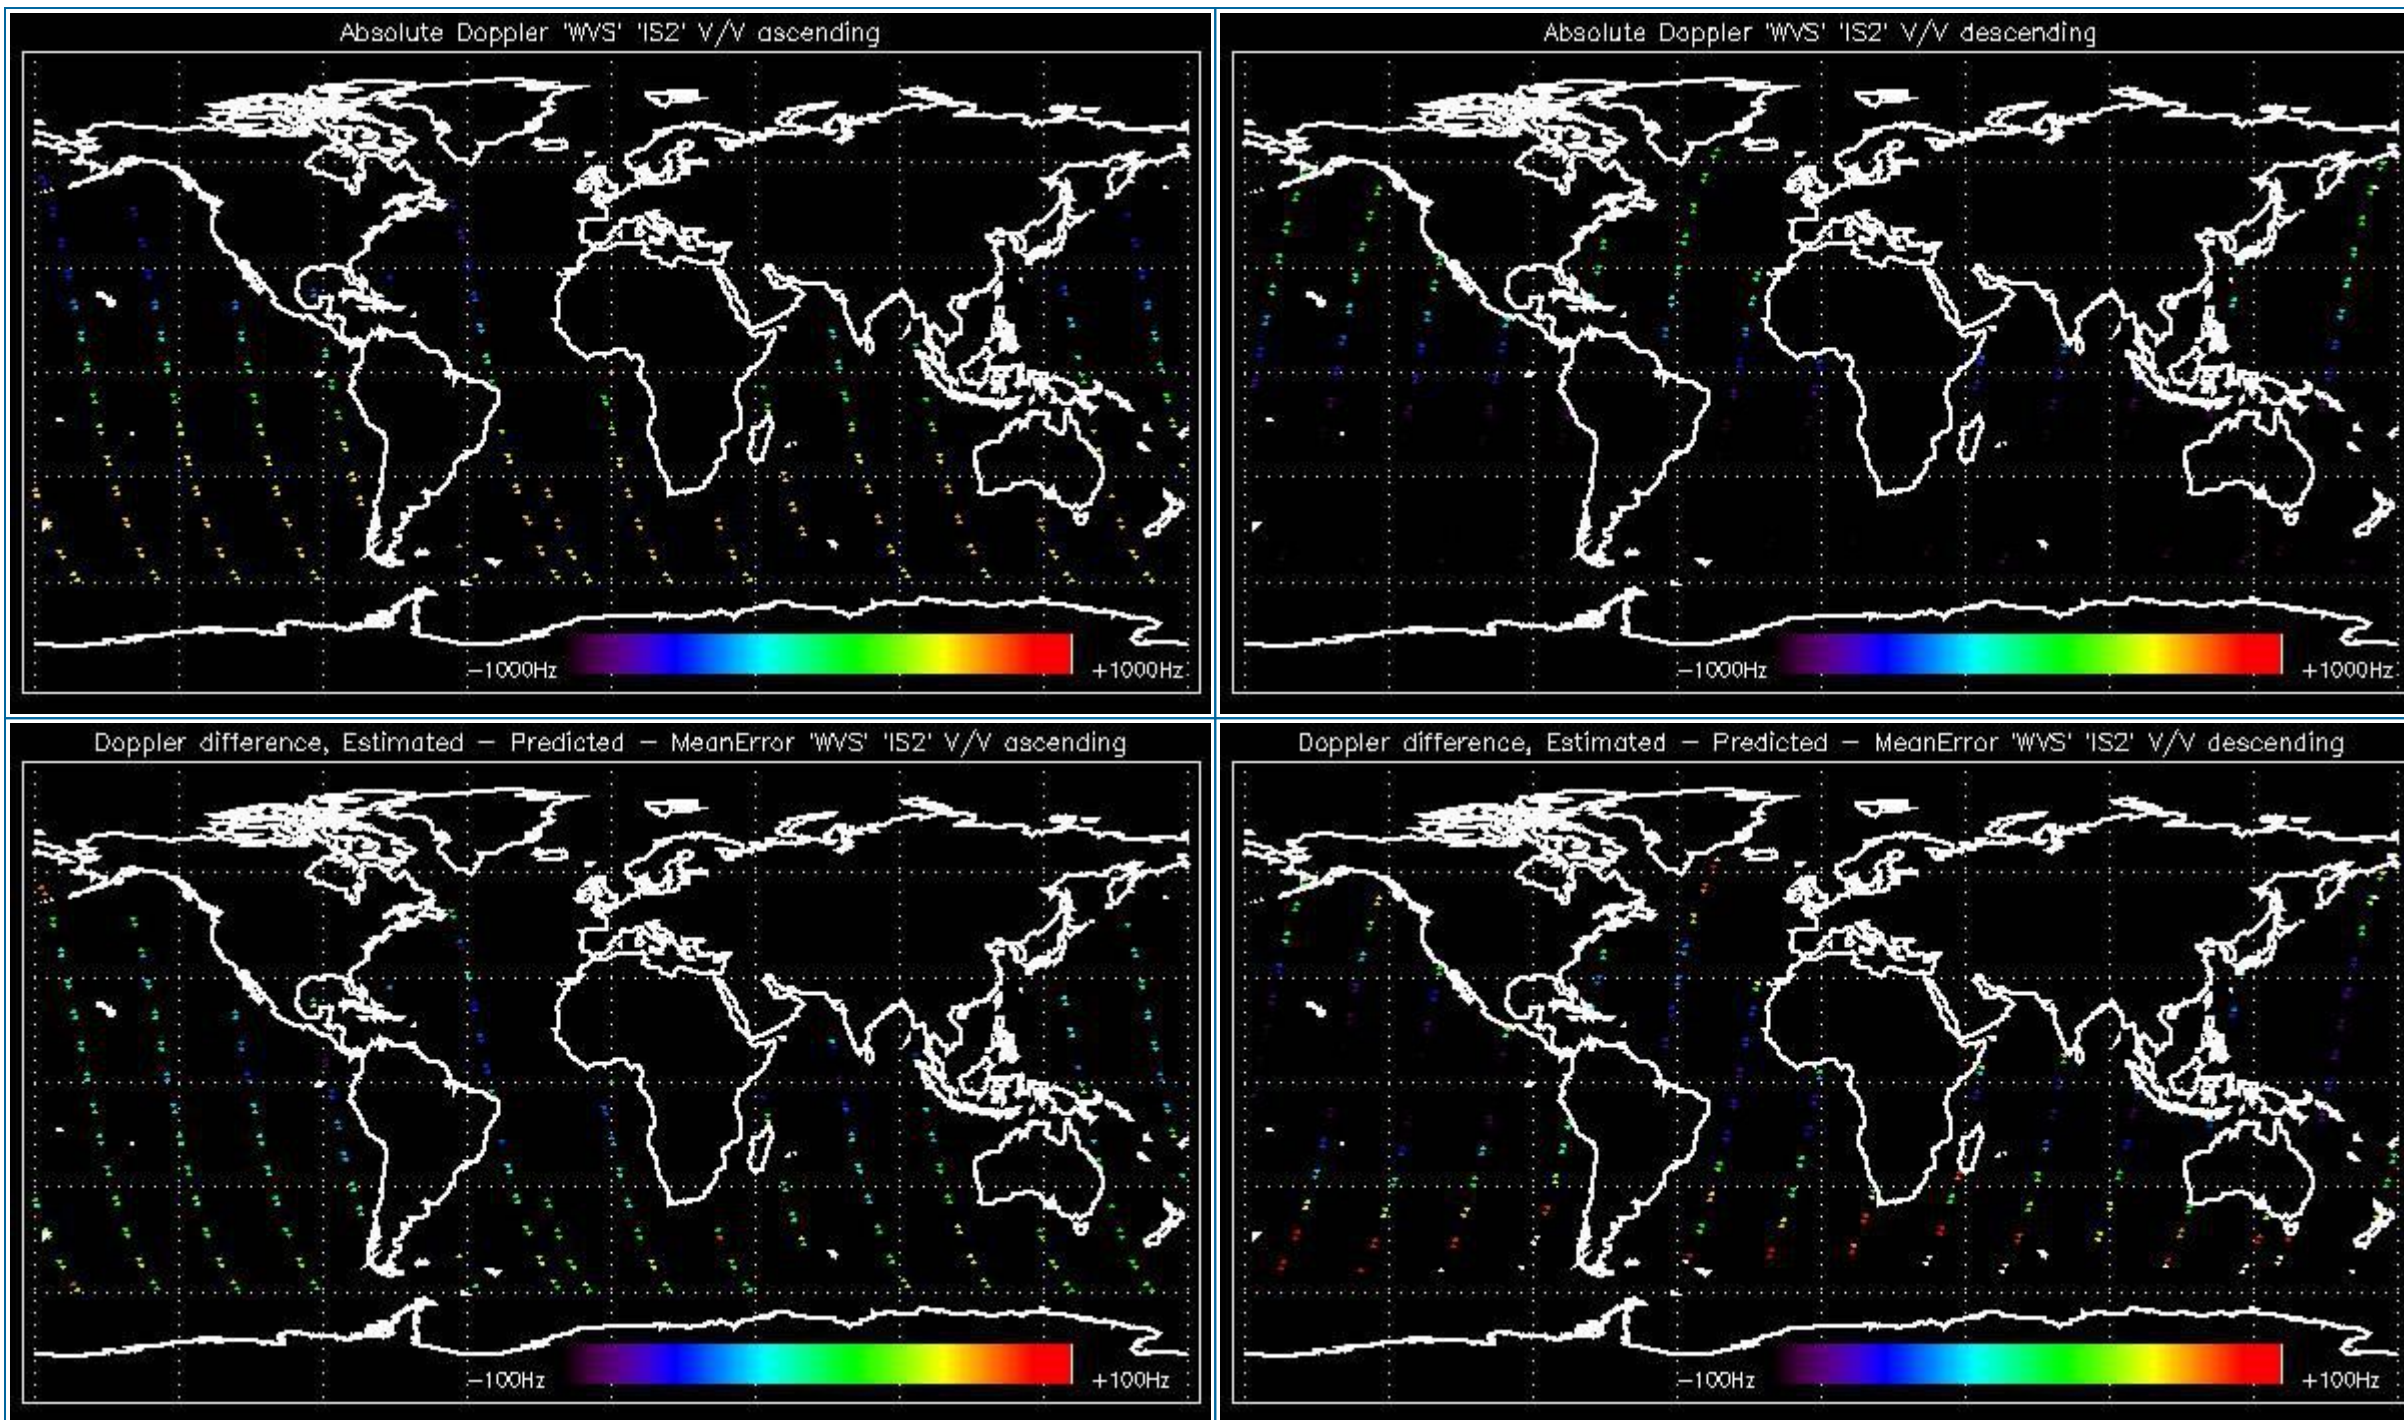 Absolute Doppler 'WVS' 'IS2' V/V ascending
-1000Hz
+1000Hz
Absolute Doppler 'WVS' 'IS2' V/V descending
-1000Hz
+1000Hz
Doppler difference, Estimated - Predicted - MeanError 'WVS' 'IS2' V/V ascending
-100Hz
+100Hz
Doppler difference, Estimated - Predicted - MeanError 'WVS' 'IS2' V/V descending
-100Hz
+100Hz